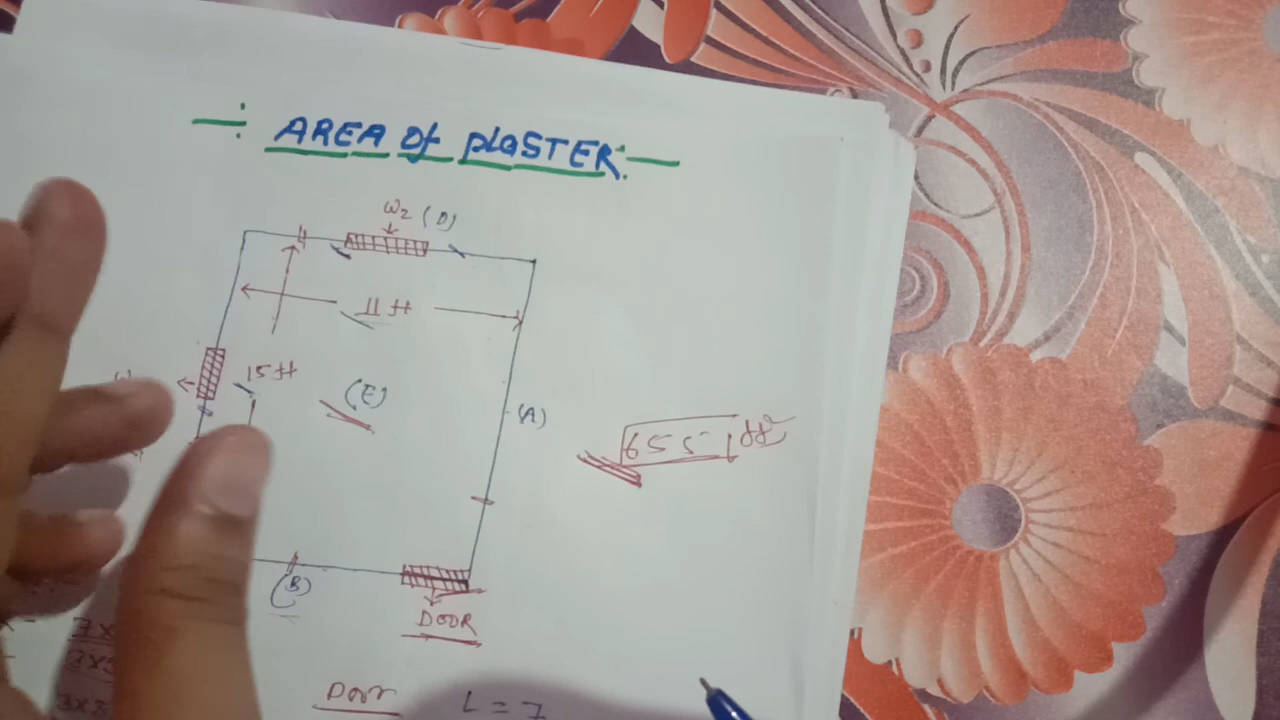 AREA Of PLASTER
W2 (D)
11 ft
15 ft
(E)
(A)
655 ft²
(B)
DOOR
Door L = 7